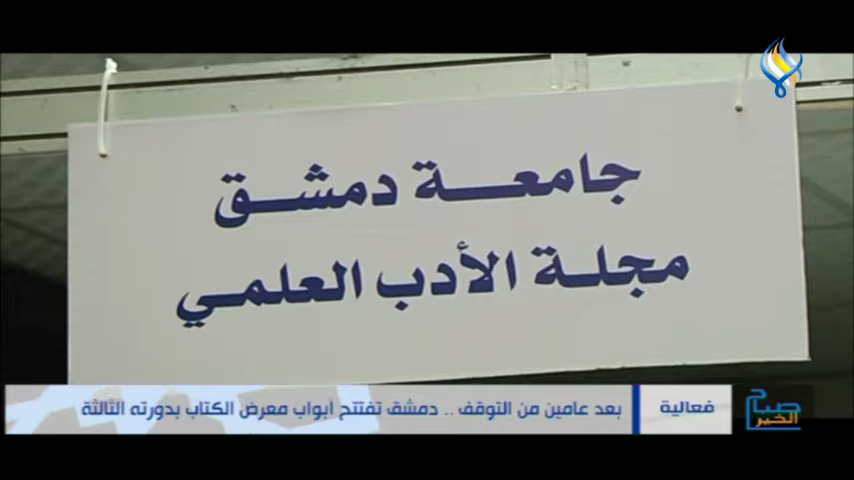 جامعة دمشق
مجلة الأدب العلمي
صباح الخير
فعالية
بعد عامين من التوقف .. دمشق تفتتح أبواب معرض الكتاب بدورته الثالثة